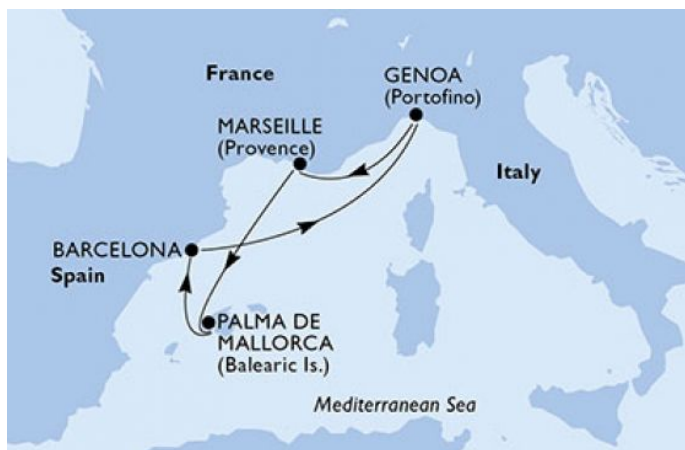 France
GENOA
(Portofino)
MARSEILLE
(Provence)
Italy
BARCELONA
Spain
PALMA DE
MALLORCA
(Balearic Is.)
Mediterranean Sea